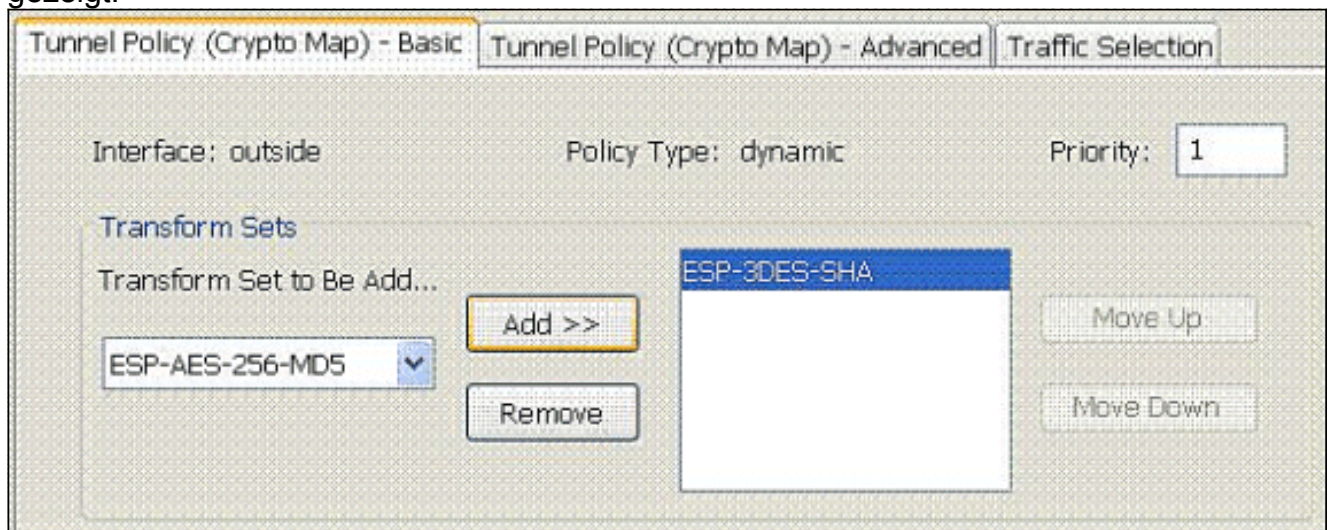 gezeigt.
Tunnel Policy (Crypto Map) - Basic Tunnel Policy (Crypto Map) - Advanced Traffic Selection
Interface: outside Policy Type: dynamic Priority: 1
Transform Sets
Transform Set to Be Add...
ESP-3DES-SHA
Add >> Move Up
ESP-AES-256-MD5
Remove Move Down